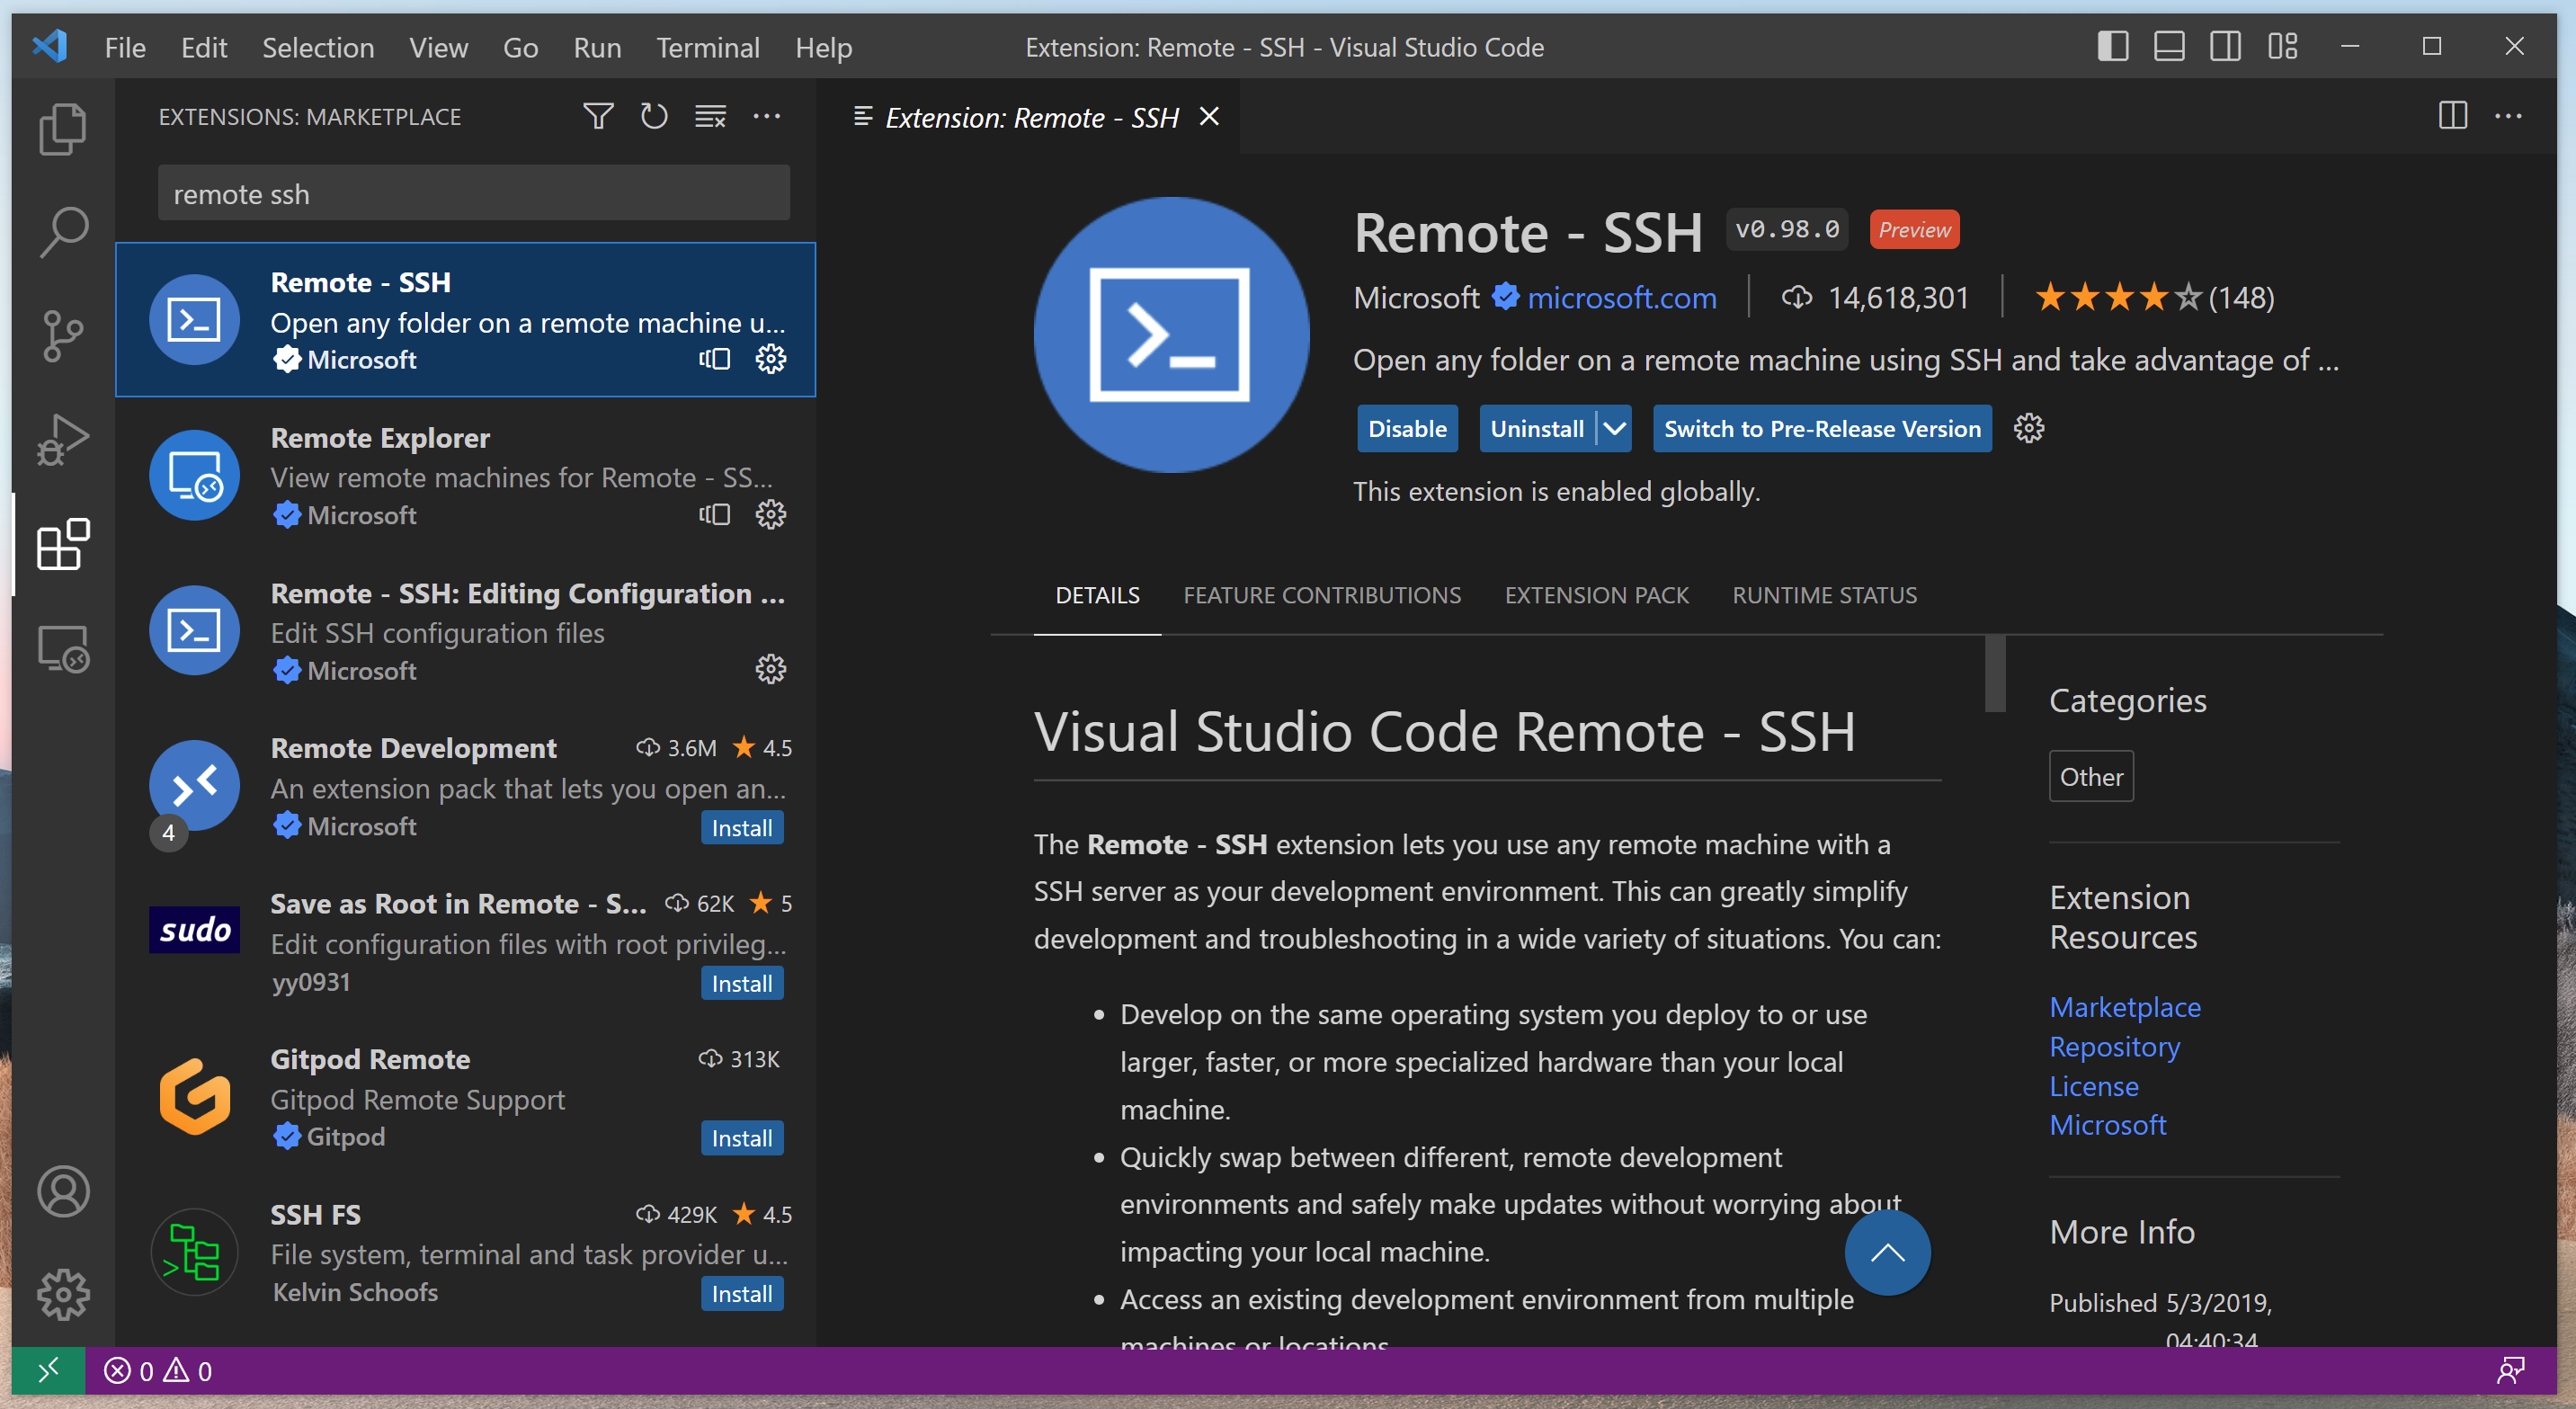 File Edit Selection View Go Run Terminal Help
Extension: Remote - SSH - Visual Studio Code
EXTENSIONS: MARKETPLACE
remote ssh
Remote - SSH
Open any folder on a remote machine u...
Microsoft
Remote Explorer
View remote machines for Remote - SS...
Microsoft
Remote - SSH: Editing Configuration ...
Edit SSH configuration files
Microsoft
Remote Development 3.6M 4.5
An extension pack that lets you open an...
4
Microsoft Install
sudo
Save as Root in Remote - S... 62K 5
Edit configuration files with root privileg...
yy0931 Install
Gitpod Remote 313K
Gitpod Remote Support
Gitpod Install
SSH FS 429K 4.5
File system, terminal and task provider u...
Kelvin Schoofs Install
Extension: Remote - SSH
Remote - SSH v0.98.0 Preview
Microsoft microsoft.com 14,618,301 (148)
Open any folder on a remote machine using SSH and take advantage of ...
Disable Uninstall Switch to Pre-Release Version
This extension is enabled globally.
DETAILS FEATURE CONTRIBUTIONS EXTENSION PACK RUNTIME STATUS
Visual Studio Code Remote - SSH
The Remote - SSH extension lets you use any remote machine with a
SSH server as your development environment. This can greatly simplify
development and troubleshooting in a wide variety of situations. You can:
• Develop on the same operating system you deploy to or use
larger, faster, or more specialized hardware than your local
machine.
• Quickly swap between different, remote development
environments and safely make updates without worrying about
impacting your local machine.
• Access an existing development environment from multiple
machines or locations
Categories
Other
Extension
Resources
Marketplace
Repository
License
Microsoft
More Info
Published 5/3/2019,
04:40:34
0 0